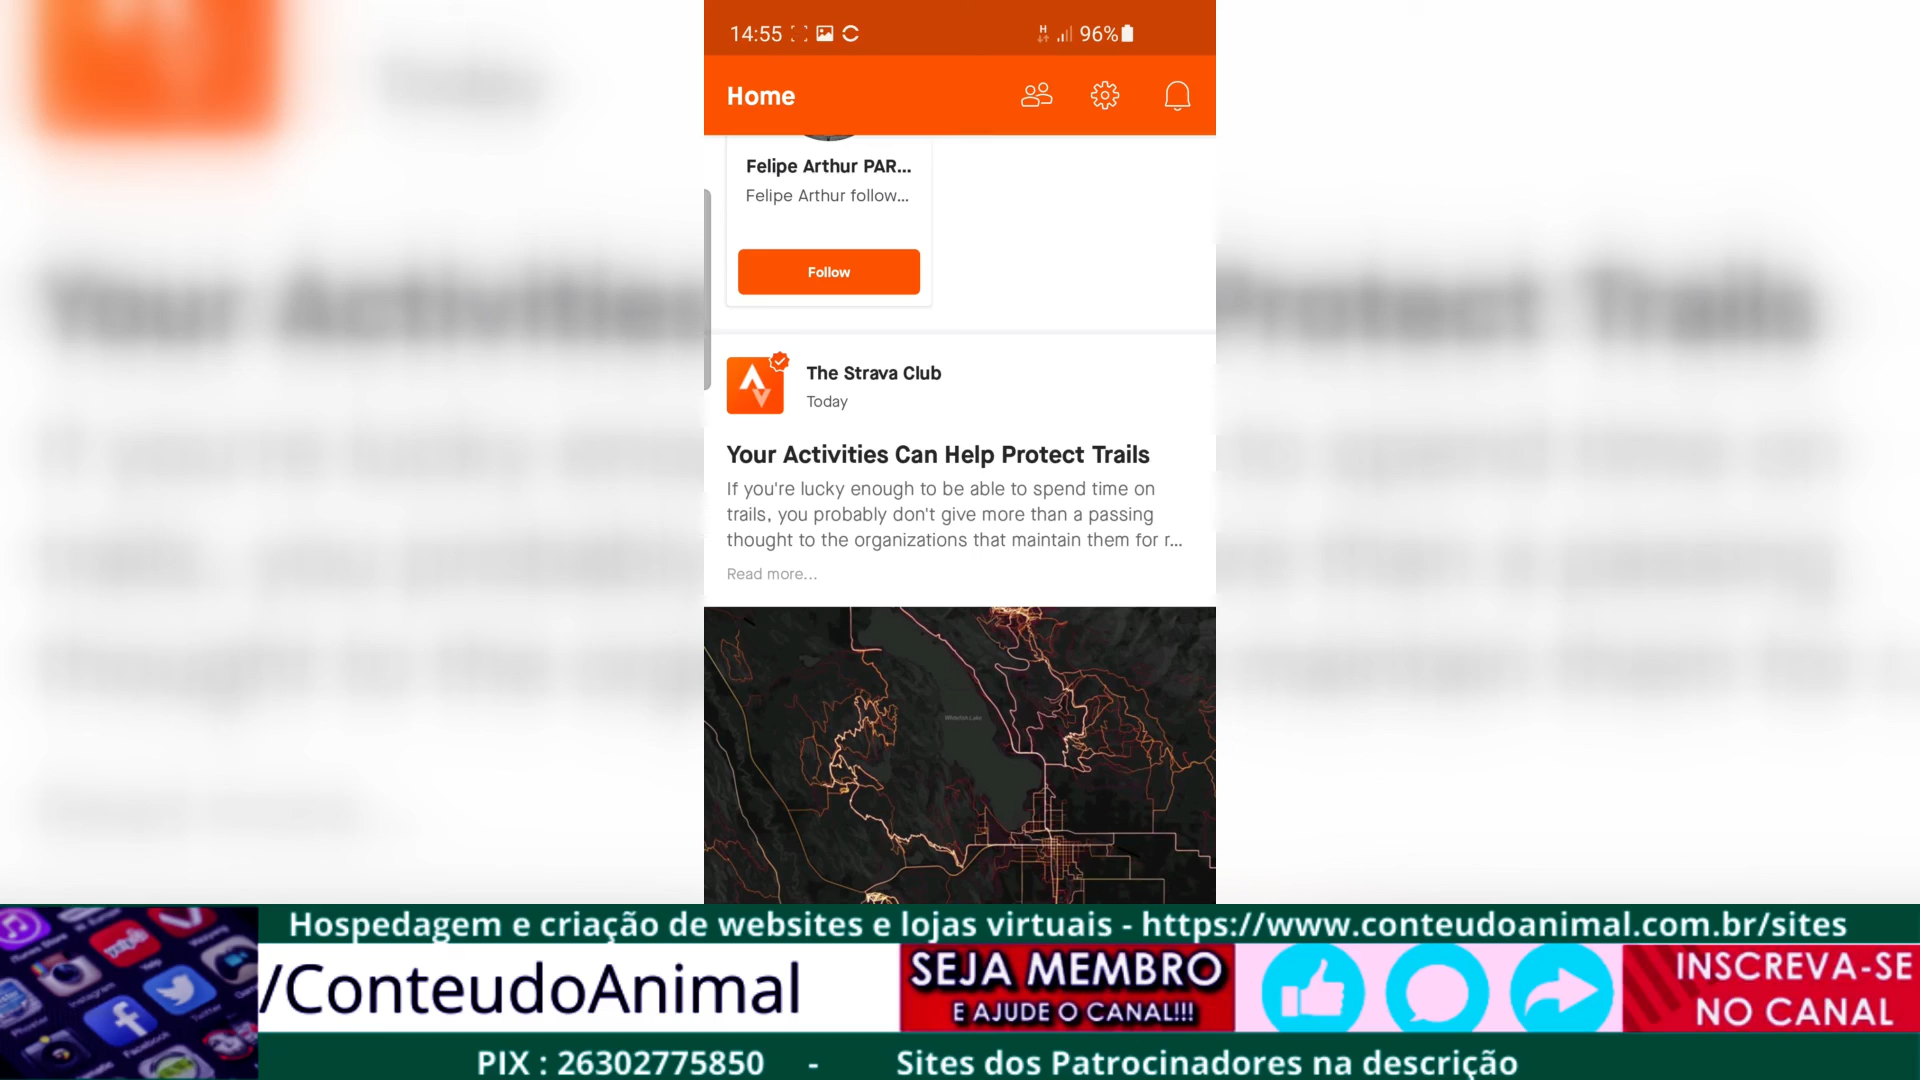 14:55
H
96%
Home
Felipe Arthur PAR...
Felipe Arthur follow...
Follow
The Strava Club
Today
Your Activities Can Help Protect Trails
If you're lucky enough to be able to spend time on
trails, you probably don't give more than a passing
thought to the organizations that maintain them for r...
Read more...
Whitefish Lake
Hospedagem e criação de websites e lojas virtuais - https://www.conteudoanimal.com.br/sites
/ConteudoAnimal
SEJA MEMBRO
E AJUDE O CANAL!!!
INSCREVA-SE
NO CANAL
PIX : 26302775850 - Sites dos Patrocinadores na descrição